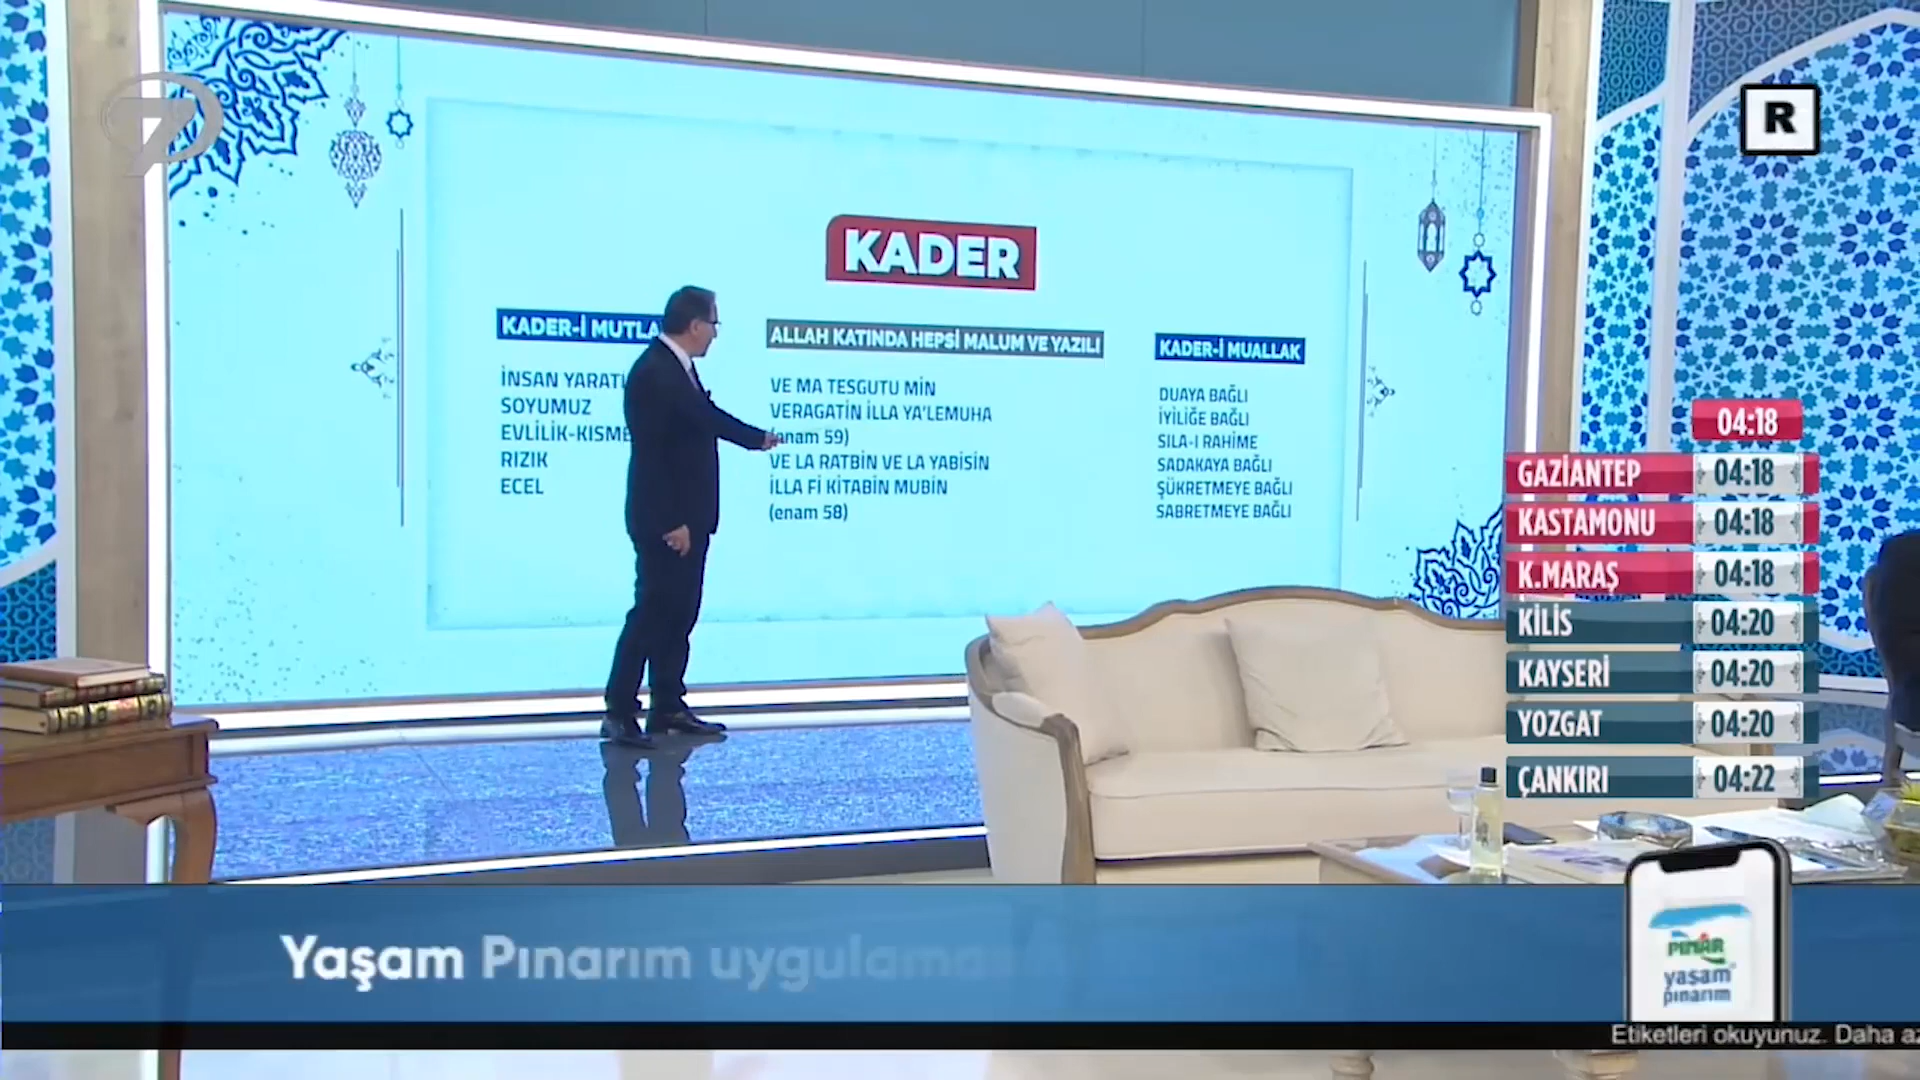 7
R
KADER
KADER-İ MUTLA
İNSAN YARATI
SOYUMUZ
EVLİLİK-KISME
RIZIK
ECEL
ALLAH KATINDA HEPSİ MALUM VE YAZILI
VE MA TESGUTU MİN
VERAGATİN İLLA YA'LEMUHA
(enam 59)
VE LA RATBİN VE LA YABİSİN
İLLA Fİ KİTABİN MUBİN
(enam 58)
KADER-İ MUALLAK
DUAYA BAĞLI
İYİLİĞE BAĞLI
SILA-I RAHİME
SADAKAYA BAĞLI
ŞÜKRETMEYE BAĞLI
SABRETMEYE BAĞLI
04:18
GAZİANTEP 04:18
KASTAMONU 04:18
K.MARAŞ 04:18
KİLİS 04:20
KAYSERİ 04:20
YOZGAT 04:20
ÇANKIRI 04:22
Yaşam Pınarım uygulama
PINAR
yaşam
pınarım
Etiketleri okuyunuz. Daha az